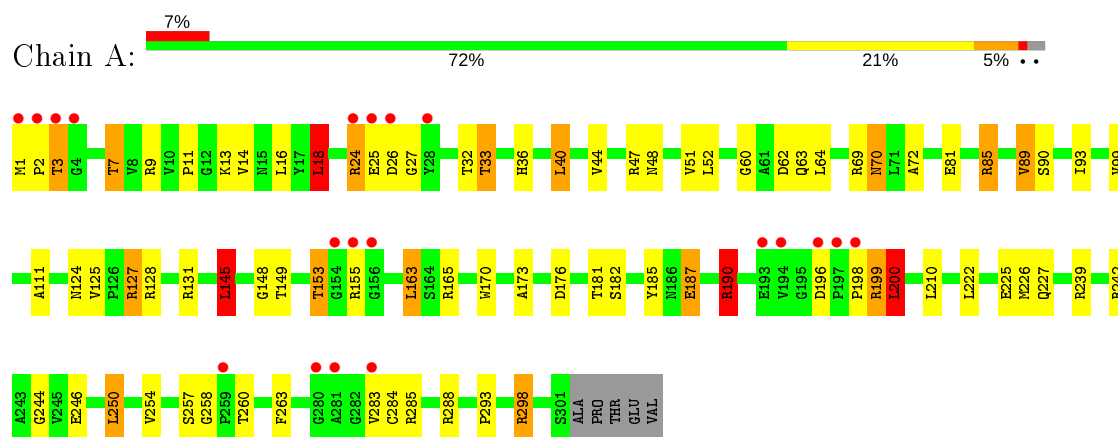 7%
Chain A:
72% 21% 5% • •
M1 P2 T3 G4 T7 V8 R9 V10 P11 G12 K13 V14 N15 L16 Y17 L18 R24 E25 D26 G27 Y28 T32 T33 H36 L40 V44 R47 N48 V51 L52 G60 A61 D62 Q63 L64 R69 N70 L71 A72 E81 R85 V89 S90 I93 V99
A111 N124 V125 P126 R127 R128 R131 L145 G148 T149 T153 G154 R155 G156 L163 S164 R165 W170 A173 D176 T181 S182 Y185 N186 E187 R190 E193 V194 G195 D196 P197 P198 R199 L200 L210 L222 E225 M226 Q227 R239
A243 G244 V245 E246 L250 V254 S257 G258 P259 T260 F263 G280 A281 G282 V283 C284 R285 R288 P293 R298 S301 ALA PRO THR GLU VAL